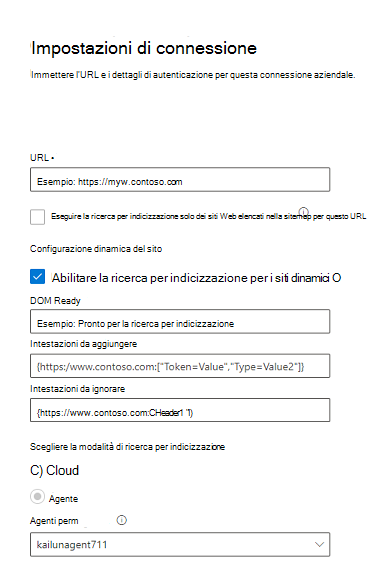 Impostazioni di connessione
Immettere l'URL e i dettagli di autenticazione per questa connessione aziendale.
URL •
Esempio: https://myw.contoso.com
Eseguire la ricerca per indicizzazione solo dei siti Web elencati nella sitemap per questo URL
Configurazione dinamica del sito
Abilitare la ricerca per indicizzazione per i siti dinamici O
DOM Ready
Esempio: Pronto per la ricerca per indicizzazione
Intestazioni da aggiungere
{https:/www.contoso.com:["Token=Value","Type=Value2"]}
Intestazioni da ignorare
{https://www.contoso.com:CHeader1 "1)
Scegliere la modalità di ricerca per indicizzazione
C) Cloud
Agente
Agenti perm
kailunagent711